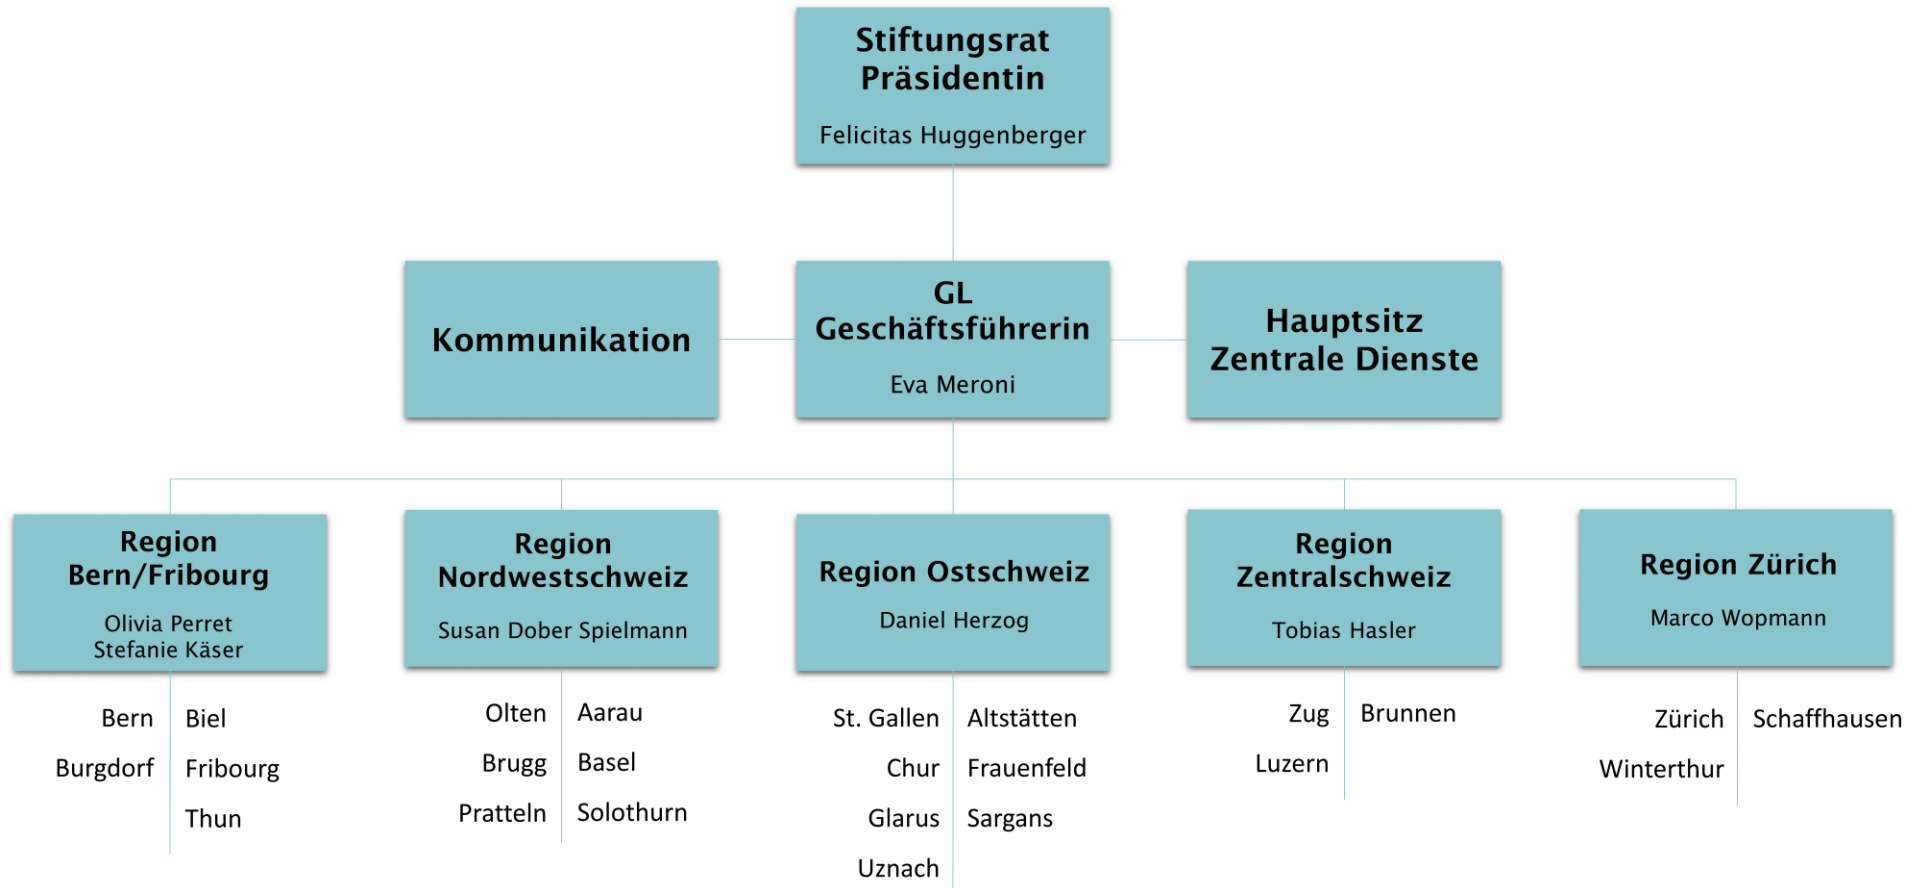 Stiftungsrat
Präsidentin
Felicitas Huggenberger
Kommunikation
GL
Geschäftsführerin
Eva Meroni
Hauptsitz
Zentrale Dienste
Region
Bern/Fribourg
Olivia Perret
Stefanie Käser
Region
Nordwestschweiz
Susan Dober Spielmann
Region Ostschweiz
Daniel Herzog
Region
Zentralschweiz
Tobias Hasler
Region Zürich
Marco Wopmann
Bern
Biel
Burgdorf
Fribourg
Thun
Olten
Aarau
Brugg
Basel
Pratteln
Solothurn
St. Gallen
Altstätten
Chur
Frauenfeld
Glarus
Sargans
Uznach
Zug
Brunnen
Luzern
Zürich
Schaffhausen
Winterthur